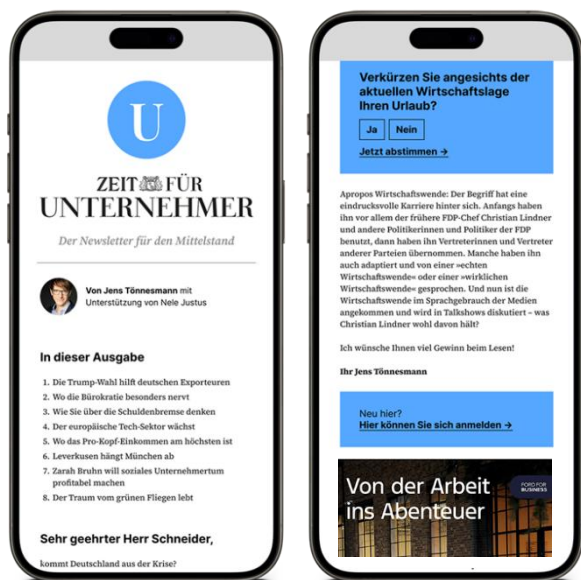 U
ZEIT FÜR
UNTERNEHMER
Der Newsletter für den Mittelstand
Von Jens Tönnesmann mit
Unterstützung von Nele Justus
In dieser Ausgabe
1. Die Trump-Wahl hilft deutschen Exporteuren
2. Wo die Bürokratie besonders nervt
3. Wie Sie über die Schuldenbremse denken
4. Der europäische Tech-Sektor wächst
5. Wo das Pro-Kopf-Einkommen am höchsten ist
6. Leverkusen hängt München ab
7. Zarah Bruhn will soziales Unternehmertum
profitabel machen
8. Der Traum vom grünen Fliegen lebt
Sehr geehrter Herr Schneider,
kommt Deutschland aus der Krise?
Verkürzen Sie angesichts der
aktuellen Wirtschaftslage
Ihren Urlaub?
Ja Nein
Jetzt abstimmen →
Apropos Wirtschaftswende: Der Begriff hat eine
eindrucksvolle Karriere hinter sich. Anfangs haben
ihn vor allem der frühere FDP-Chef Christian Lindner
und andere Politikerinnen und Politiker der FDP
benutzt, dann haben ihn Vertreterinnen und Vertreter
anderer Parteien übernommen. Manche haben ihn
auch adaptiert und von einer »echten
Wirtschaftswende« oder einer »wirklichen
Wirtschaftswende« gesprochen. Und nun ist die
Wirtschaftswende im Sprachgebrauch der Medien
angekommen und wird in Talkshows diskutiert – was
Christian Lindner wohl davon hält?
Ich wünsche Ihnen viel Gewinn beim Lesen!
Ihr Jens Tönnesmann
Neu hier?
Hier können Sie sich anmelden →
Von der Arbeit
ins Abenteuer
FORD FOR
BUSINESS